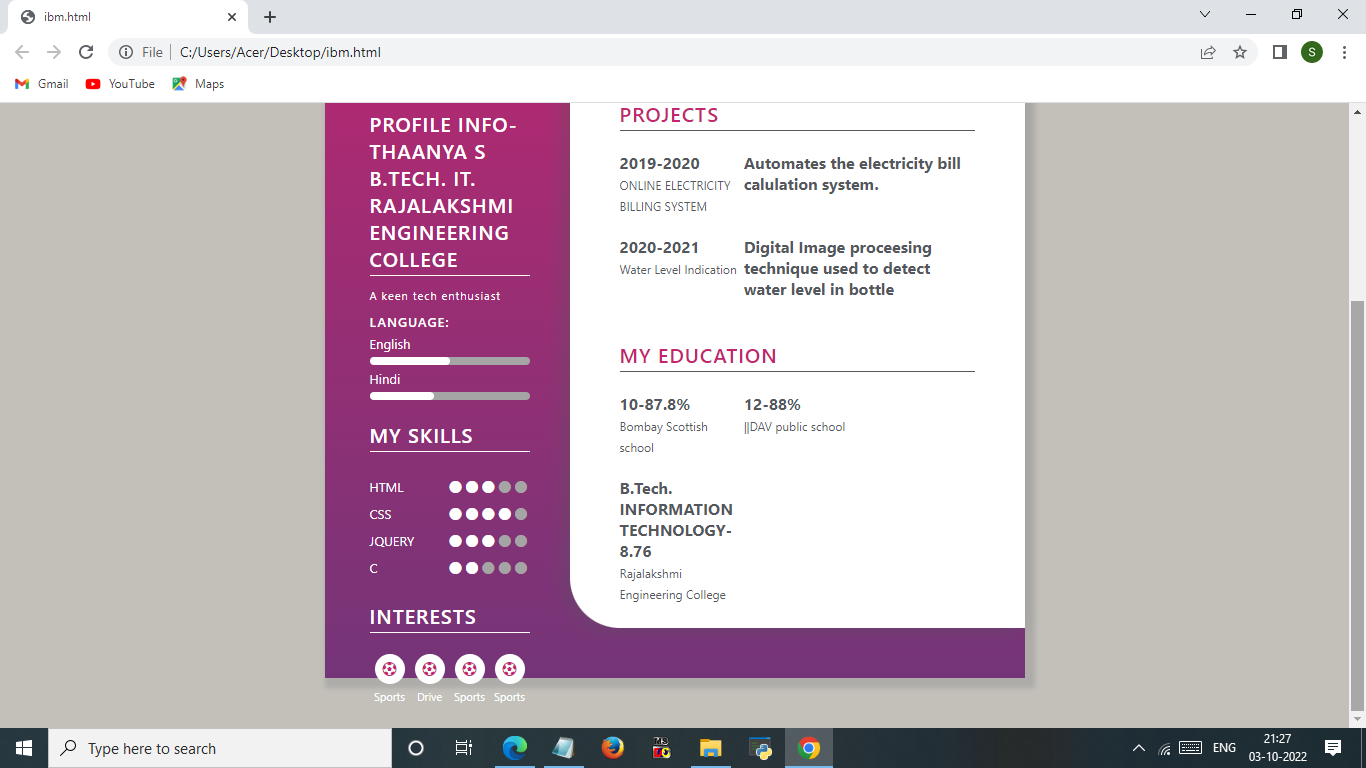 ibm.html
File
C:/Users/Acer/Desktop/ibm.html
S
Gmail
YouTube
Maps
PROFILE INFO-
THAANYA S
B.TECH. IT.
RAJALAKSHMI
ENGINEERING
COLLEGE
A keen tech enthusiast
LANGUAGE:
English
Hindi
MY SKILLS
HTML
CSS
JQUERY
C
INTERESTS
Sports Drive Sports Sports
PROJECTS
2019-2020
ONLINE ELECTRICITY
BILLING SYSTEM
Automates the electricity bill
calulation system.
2020-2021
Water Level Indication
Digital Image proceesing
technique used to detect
water level in bottle
MY EDUCATION
10-87.8%
Bombay Scottish
school
12-88%
||DAV public school
B.Tech.
INFORMATION
TECHNOLOGY-
8.76
Rajalakshmi
Engineering College
Type here to search
ENG
21:27
03-10-2022